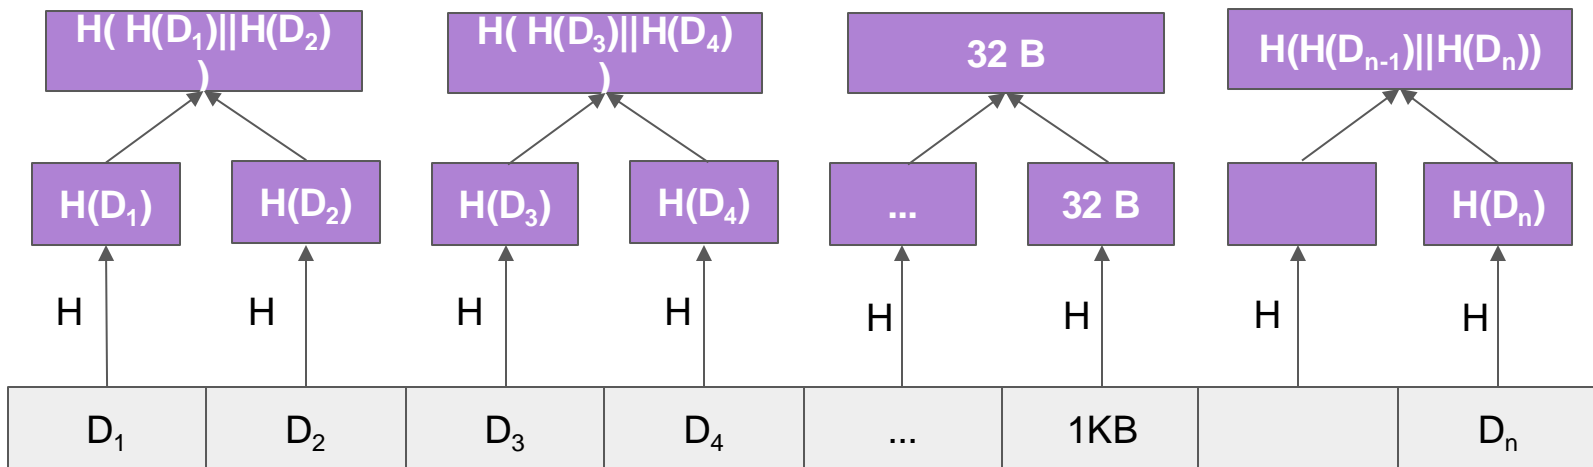 H( H(D₁)||H(D₂)
)
H( H(D₃)||H(D₄)
)
32 B
H(H(Dₙ₋₁)||H(Dₙ))
H(D₁)
H(D₂)
H(D₃)
H(D₄)
...
32 B
H(Dₙ)
H
H
H
H
H
H
H
H
D₁
D₂
D₃
D₄
...
1KB
Dₙ